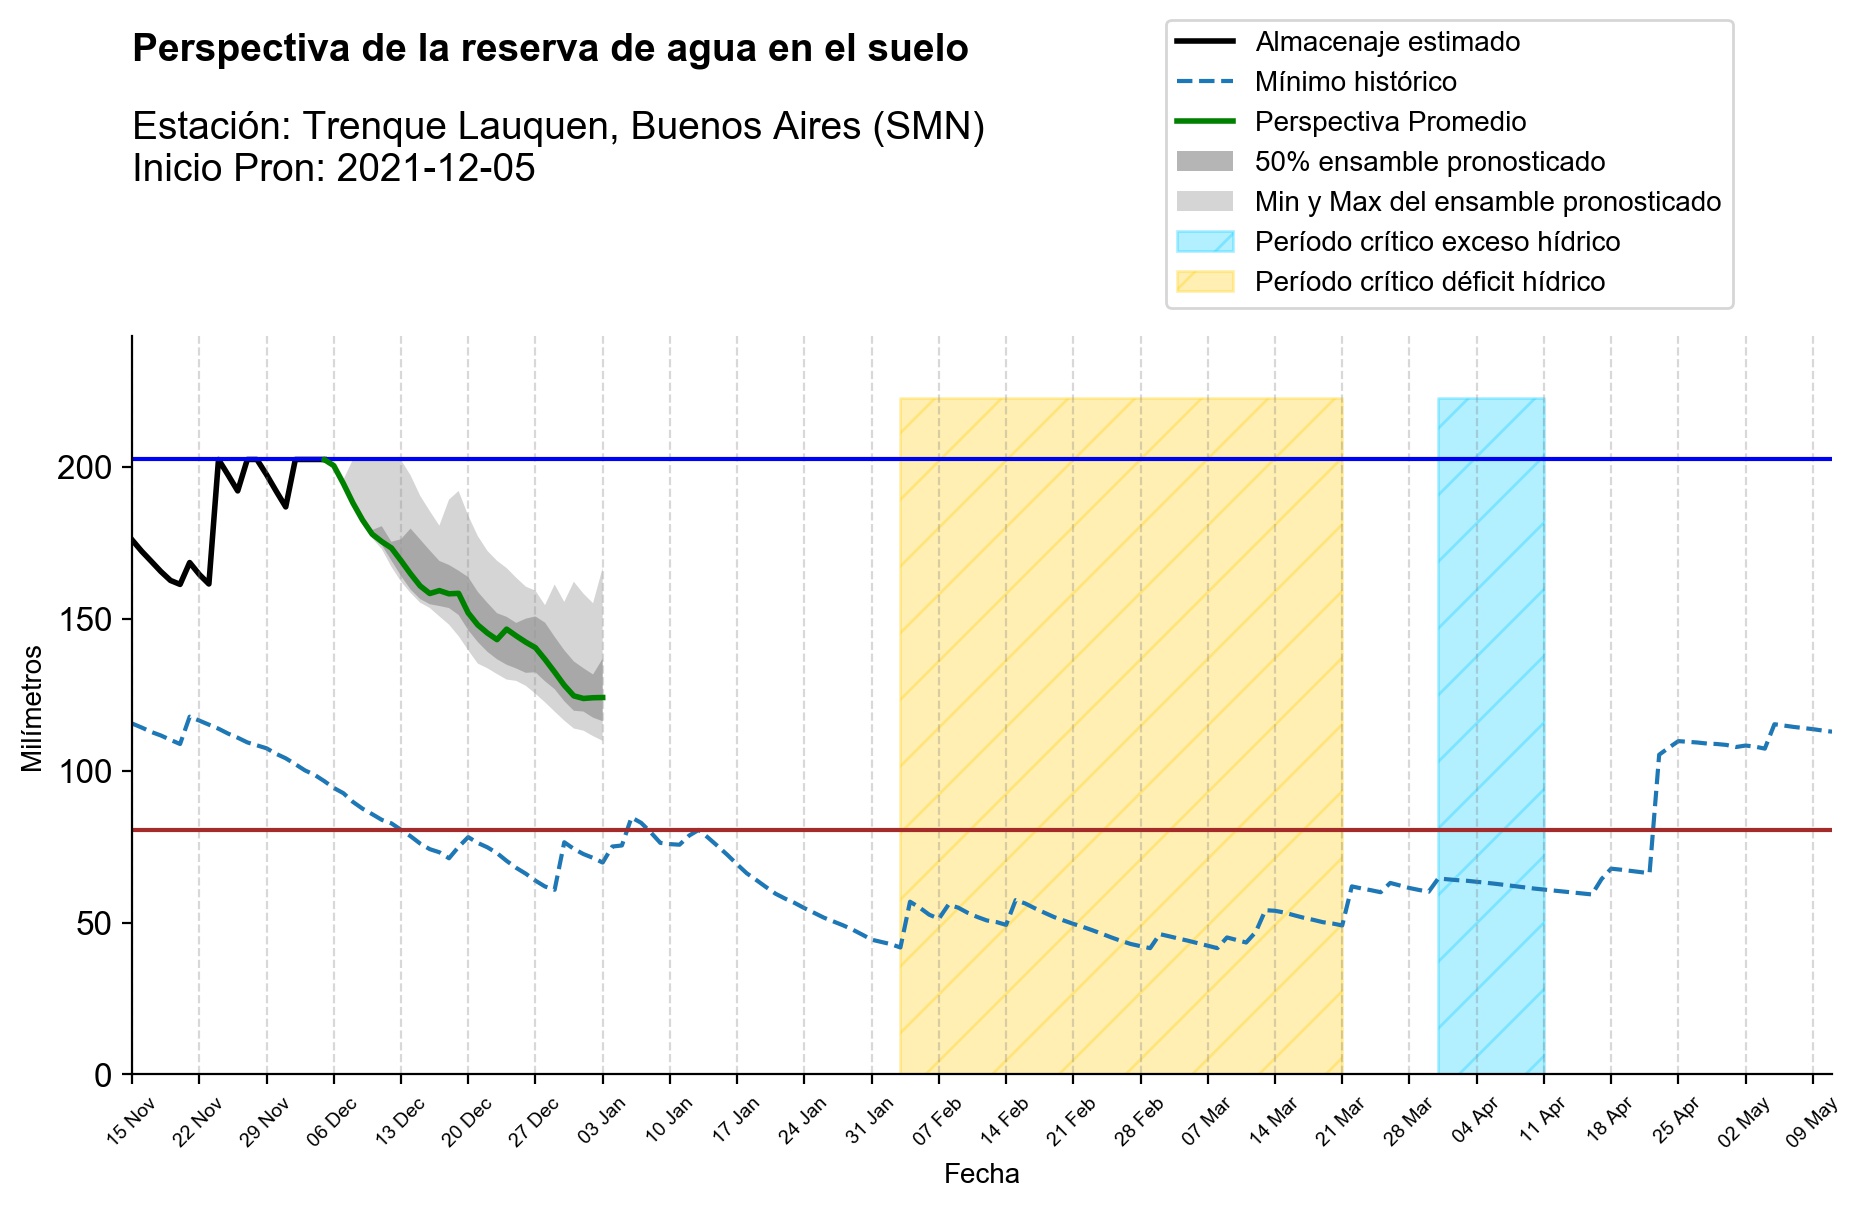 Perspectiva de la reserva de agua en el suelo
Estación: Trenque Lauquen, Buenos Aires (SMN)
Inicio Pron: 2021-12-05
Almacenaje estimado
Mínimo histórico
Perspectiva Promedio
50% ensamble pronosticado
Min y Max del ensamble pronosticado
Período crítico exceso hídrico
Período crítico déficit hídrico
Milímetros
200
150
100
50
0
15 Nov
22 Nov
29 Nov
06 Dec
13 Dec
20 Dec
27 Dec
03 Jan
10 Jan
17 Jan
24 Jan
31 Jan
07 Feb
14 Feb
21 Feb
28 Feb
07 Mar
14 Mar
21 Mar
28 Mar
04 Apr
11 Apr
18 Apr
25 Apr
02 May
09 May
Fecha